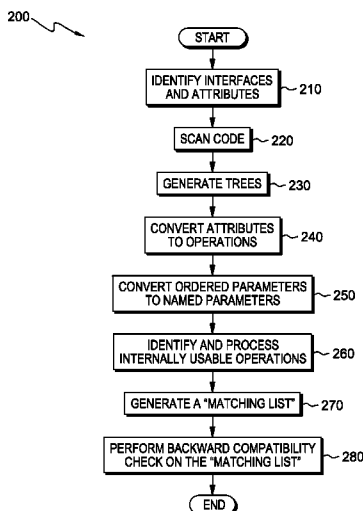 200
START
IDENTIFY INTERFACES
AND ATTRIBUTES
210
SCAN CODE
220
GENERATE TREES
230
CONVERT ATTRIBUTES
TO OPERATIONS
240
CONVERT ORDERED PARAMETERS
TO NAMED PARAMETERS
250
IDENTIFY AND PROCESS
INTERNALLY USABLE OPERATIONS
260
GENERATE A "MATCHING LIST"
270
PERFORM BACKWARD COMPATIBILITY
CHECK ON THE "MATCHING LIST"
280
END